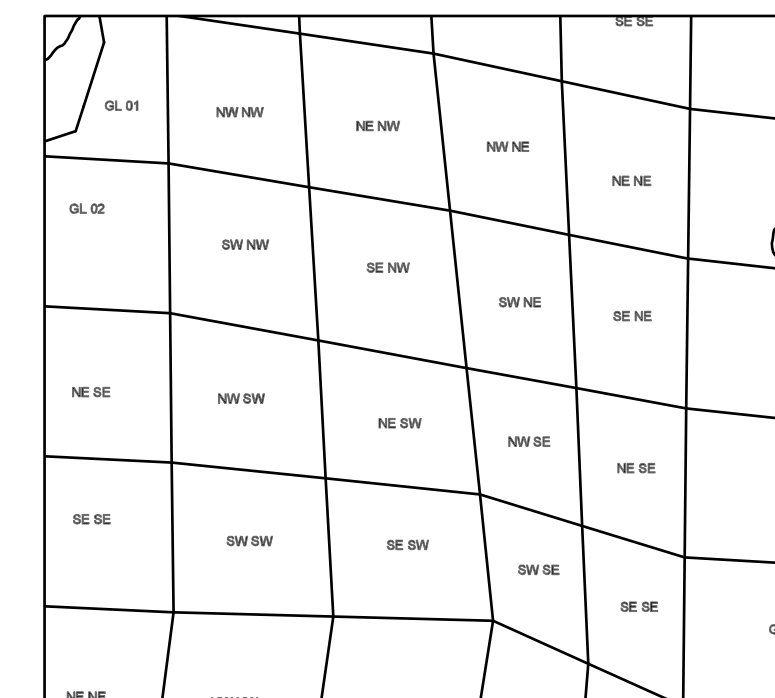 SE SE
GL 01
NW NW
NE NW
NW NE
NE NE
GL 02
SW NW
SE NW
SW NE
SE NE
NE SE
NW SW
NE SW
NW SE
NE SE
SE SE
SW SW
SE SW
SW SE
SE SE
NE NE